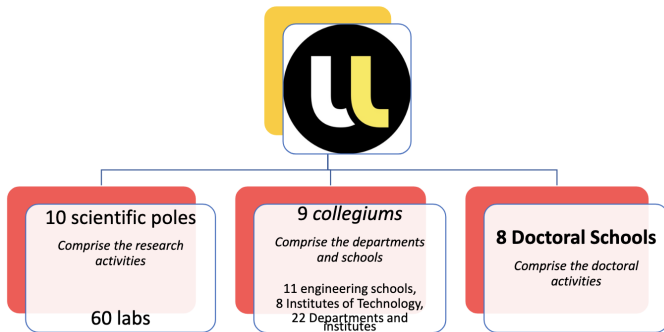 10 scientific poles
Comprise the research
activities
60 labs
9 collegiums
Comprise the departments
and schools
11 engineering schools,
8 Institutes of Technology,
22 Departments and
institutes
8 Doctoral Schools
Comprise the doctoral
activities